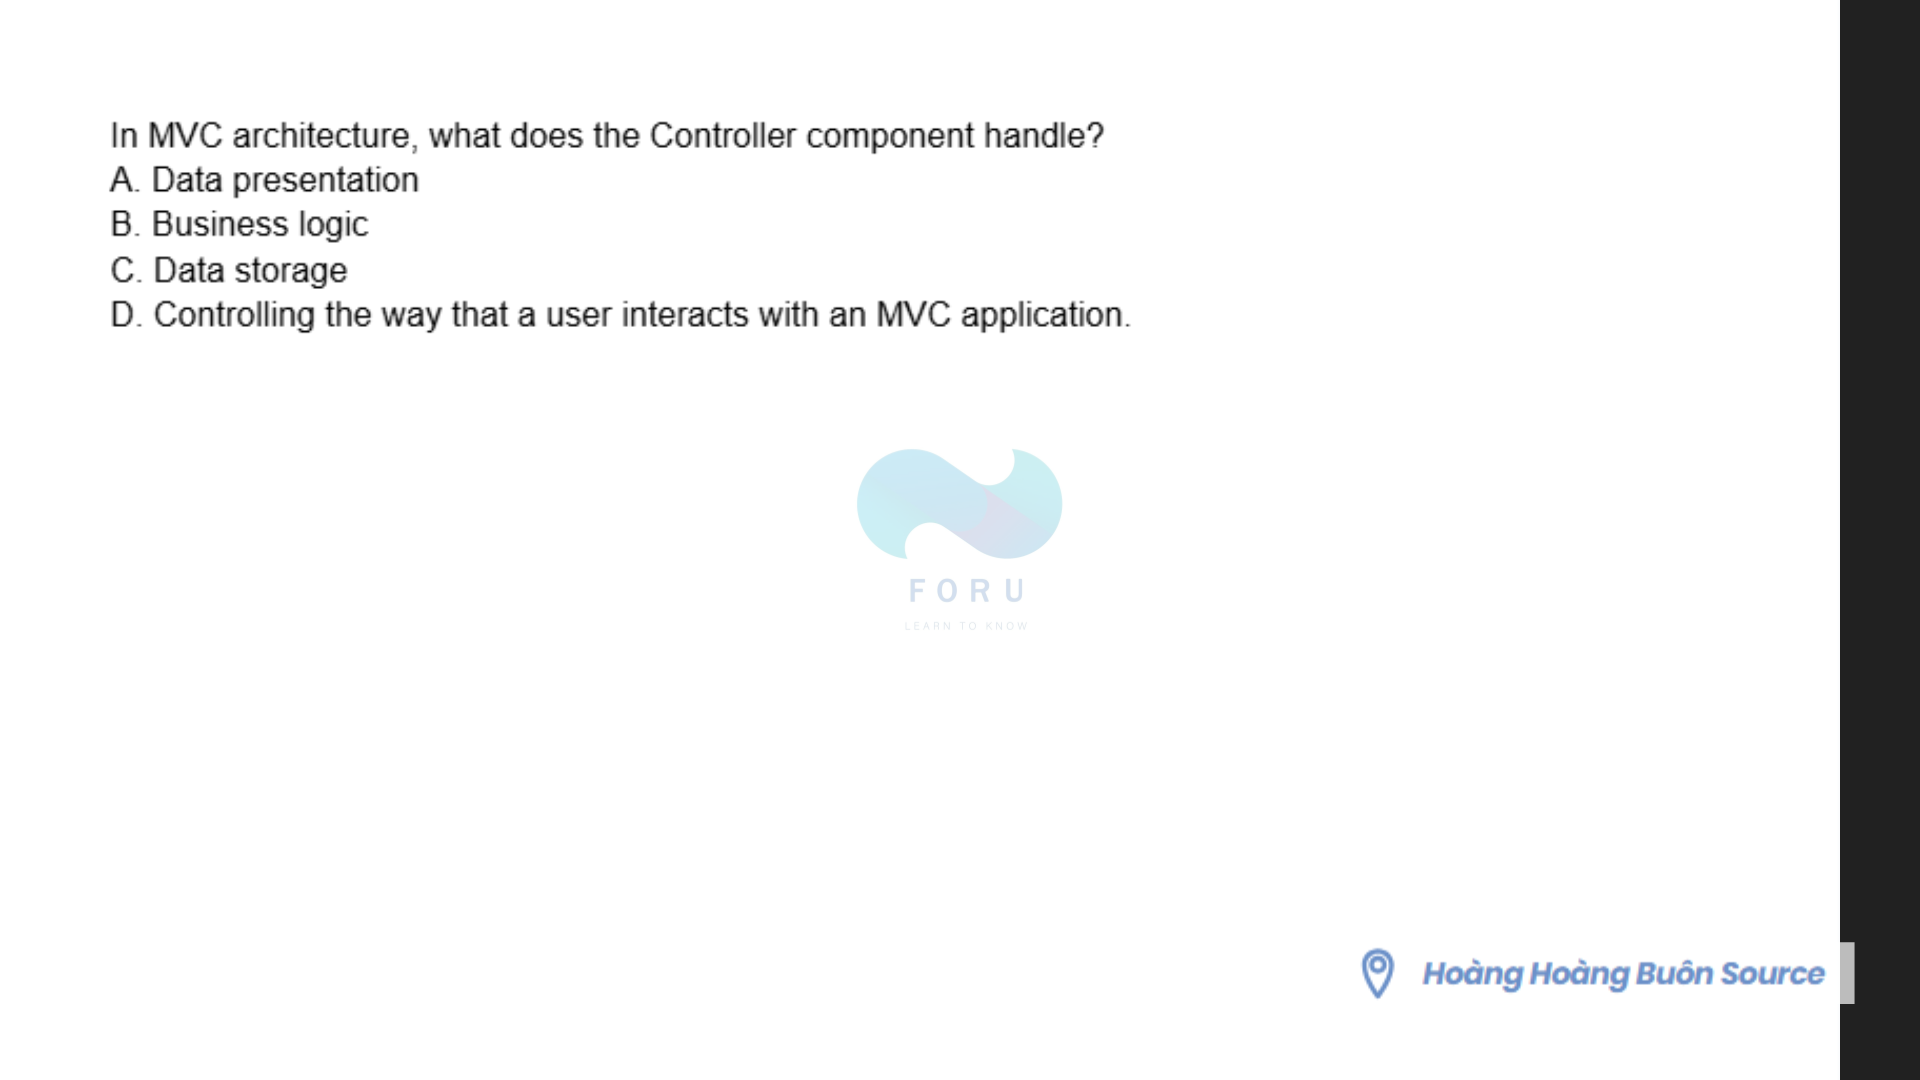 In MVC architecture, what does the Controller component handle?
A. Data presentation
B. Business logic
C. Data storage
D. Controlling the way that a user interacts with an MVC application.
FORU
LEARN TO KNOW
Hoàng Hoàng Buôn Source